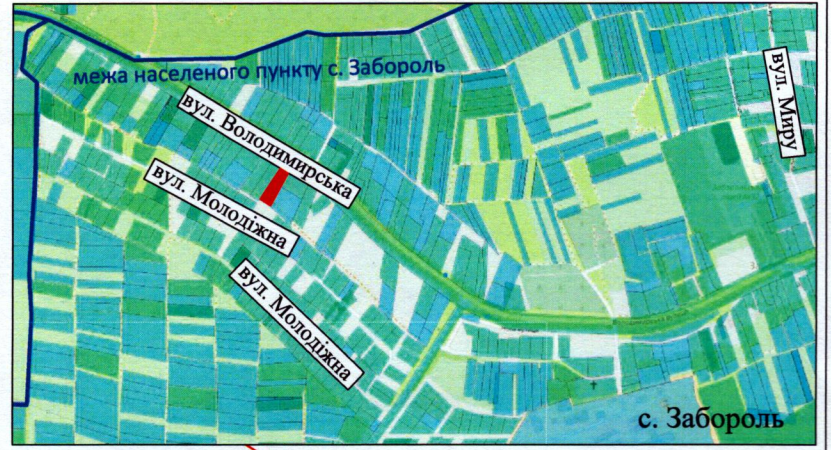 межа населеного пункту с. Забороль
вул. Миру
вул. Володимирська
вул. Молодіжна
вул. Молодіжна
с. Забороль